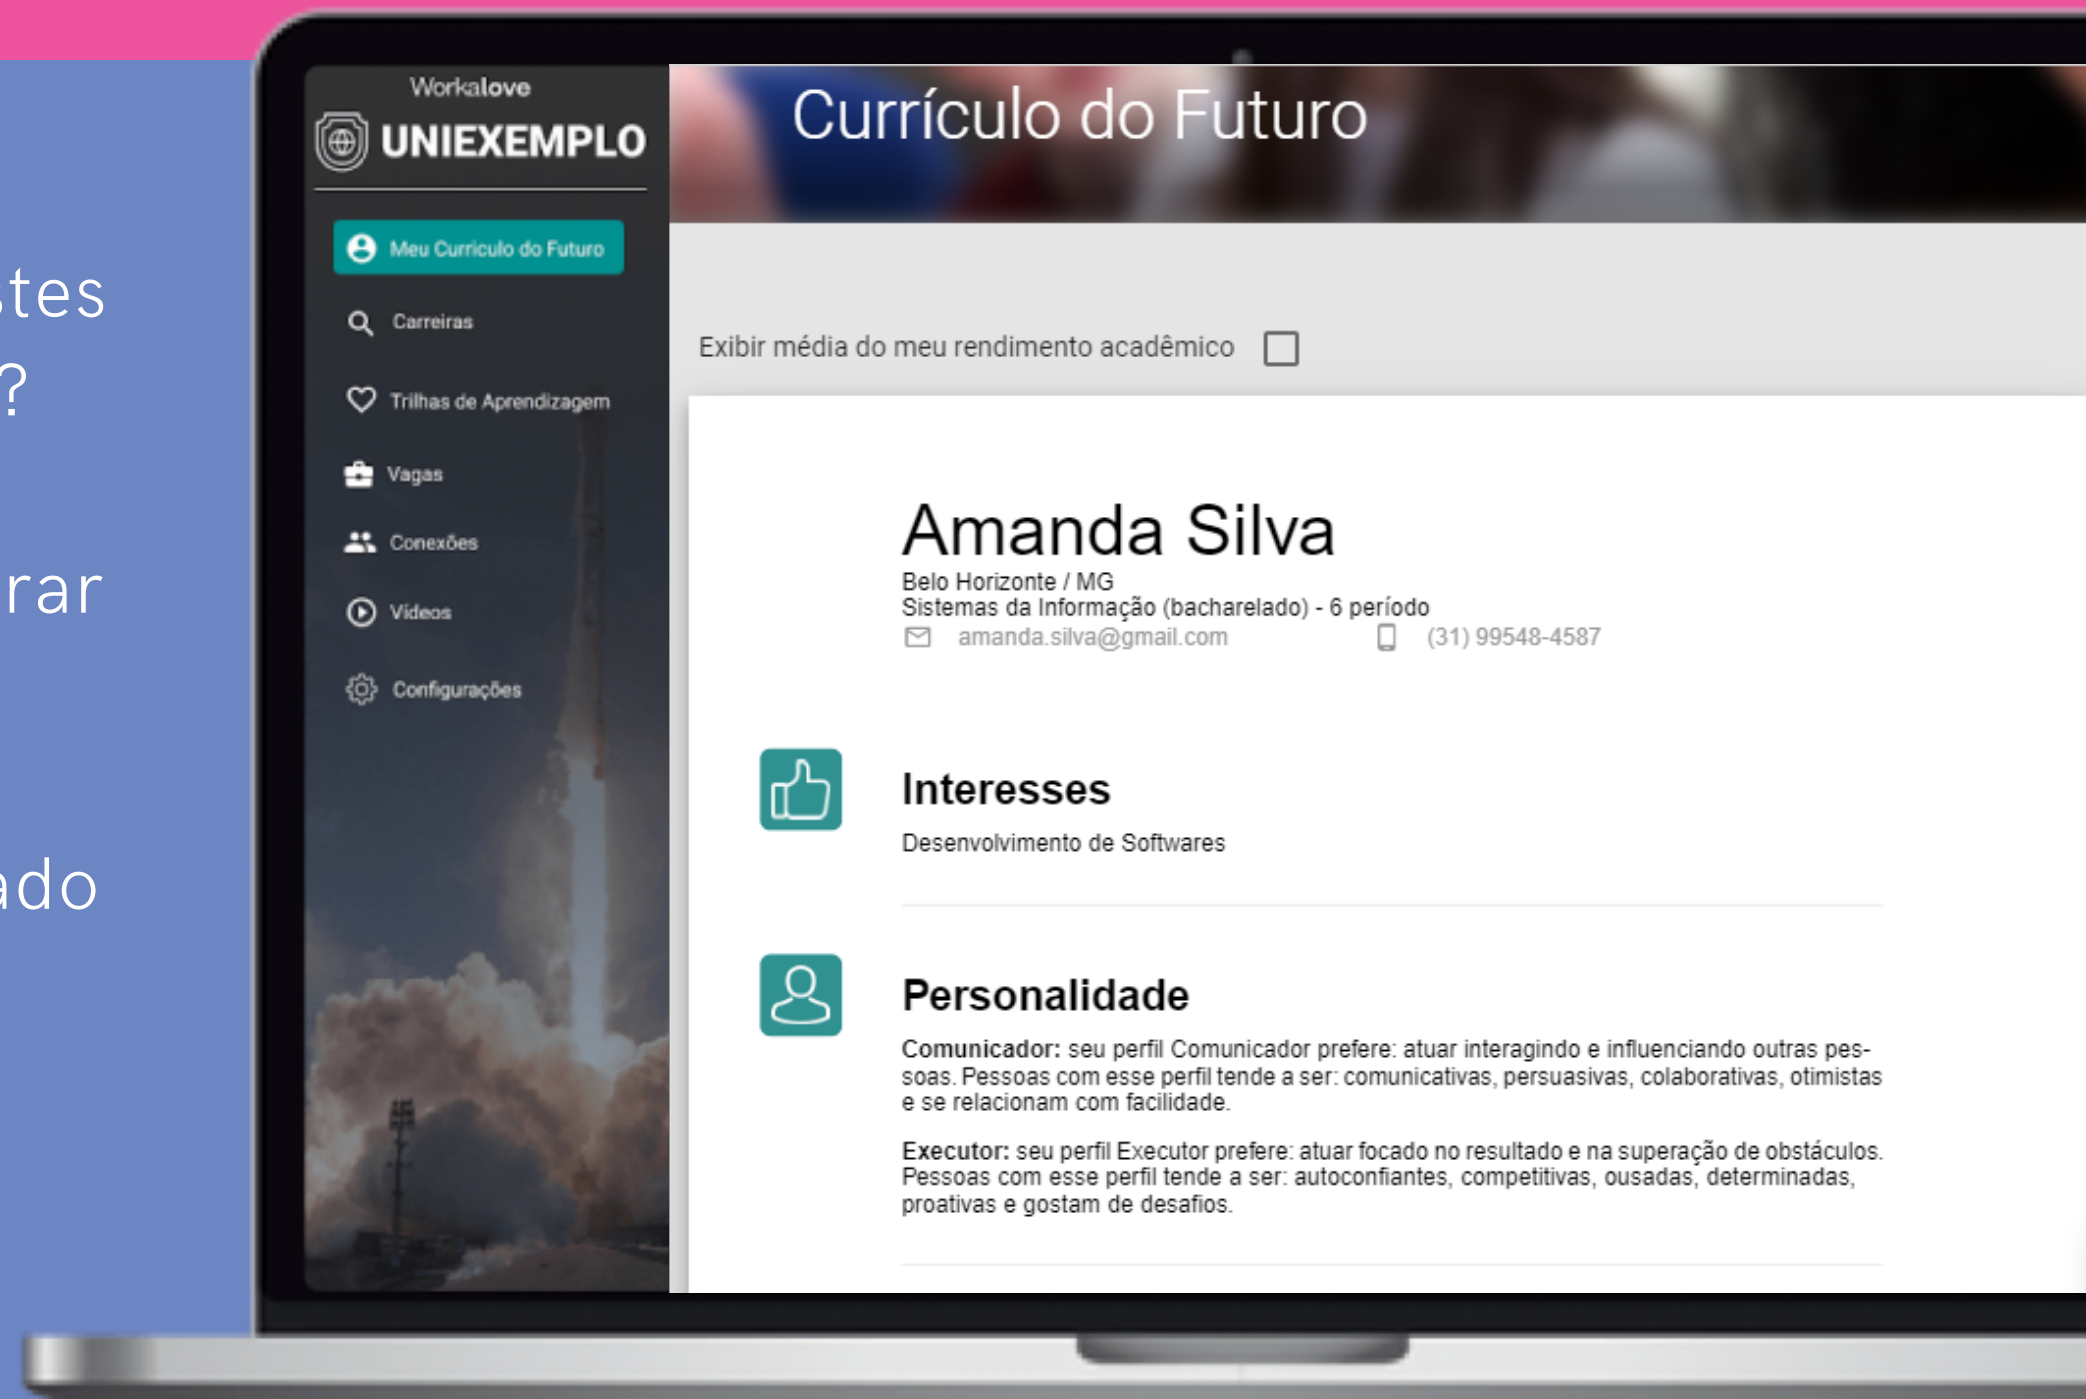 Workalove
UNIEXEMPLO
Meu Curriculo do Futuro
Carreiras
Trilhas de Aprendizagem
Vagas
Conexões
Vídeos
Configurações
Currículo do Futuro
Exibir média do meu rendimento acadêmico
Amanda Silva
Belo Horizonte / MG
Sistemas da Informação (bacharelado) - 6 período
amanda.silva@gmail.com (31) 99548-4587
Interesses
Desenvolvimento de Softwares
Personalidade
Comunicador: seu perfil Comunicador prefere: atuar interagindo e influenciando outras pes-
soas. Pessoas com esse perfil tende a ser: comunicativas, persuasivas, colaborativas, otimistas
e se relacionam com facilidade.
Executor: seu perfil Executor prefere: atuar focado no resultado e na superação de obstáculos.
Pessoas com esse perfil tende a ser: autoconfiantes, competitivas, ousadas, determinadas,
proativas e gostam de desafios.